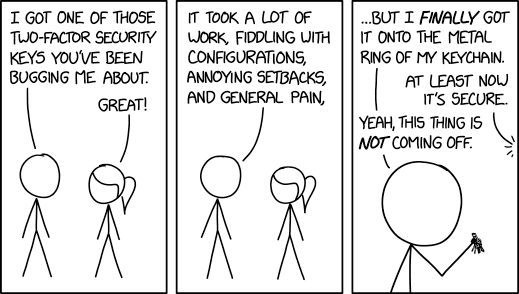 I GOT ONE OF THOSE
TWO-FACTOR SECURITY
KEYS YOU'VE BEEN
BUGGING ME ABOUT.
GREAT!
IT TOOK A LOT OF
WORK, FIDDLING WITH
CONFIGURATIONS,
ANNOYING SETBACKS,
AND GENERAL PAIN,
...BUT I FINALLY GOT
IT ONTO THE METAL
RING OF MY KEYCHAIN.
AT LEAST NOW
IT'S SECURE.
YEAH, THIS THING IS
NOT COMING OFF.